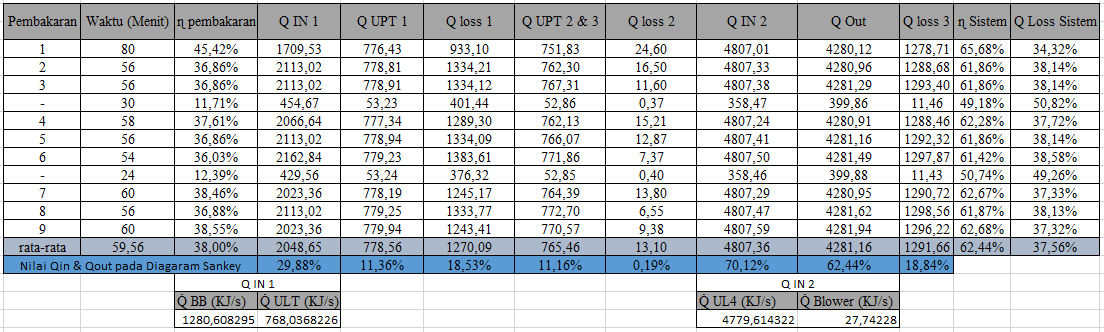 Pembakaran Waktu (Menit) η pembakaran Q IN 1 Q UPT 1 Q loss 1 Q UPT 2 & 3 Q loss 2 Q IN 2 Q Out Q loss 3 η Sistem Q Loss Sistem
1 80 45,42% 1709,53 776,43 933,10 751,83 24,60 4807,01 4280,12 1278,71 65,68% 34,32%
2 56 36,86% 2113,02 778,81 1334,21 762,30 16,50 4807,33 4280,96 1288,68 61,86% 38,14%
3 56 36,86% 2113,02 778,91 1334,12 767,31 11,60 4807,38 4281,29 1293,40 61,86% 38,14%
- 30 11,71% 454,67 53,23 401,44 52,86 0,37 358,47 399,86 11,46 49,18% 50,82%
4 58 37,61% 2066,64 777,34 1289,30 762,13 15,21 4807,24 4280,91 1288,46 62,28% 37,72%
5 56 36,86% 2113,02 778,94 1334,09 766,07 12,87 4807,41 4281,16 1292,32 61,86% 38,14%
6 54 36,03% 2162,84 779,23 1383,61 771,86 7,37 4807,50 4281,49 1297,87 61,42% 38,58%
- 24 12,39% 429,56 53,24 376,32 52,85 0,40 358,46 399,88 11,43 50,74% 49,26%
7 60 38,46% 2023,36 778,19 1245,17 764,39 13,80 4807,29 4280,95 1290,72 62,67% 37,33%
8 56 36,88% 2113,02 779,25 1333,77 772,70 6,55 4807,47 4281,62 1298,56 61,87% 38,13%
9 60 38,55% 2023,36 779,94 1243,41 770,57 9,38 4807,59 4281,94 1296,22 62,68% 37,32%
rata-rata 59,56 38,00% 2048,65 778,56 1270,09 765,46 13,10 4807,36 4281,16 1291,66 62,44% 37,56%
Nilai Qin & Qout pada Diagaram Sankey 29,88% 11,36% 18,53% 11,16% 0,19% 70,12% 62,44% 18,84%
Q IN 1 Q IN 2
Q̇ BB (KJ/s) Q̇ ULT (KJ/s) Q̇ UL4 (KJ/s) Q̇ Blower (KJ/s)
1280,608295 768,0368226 4779,614322 27,74228